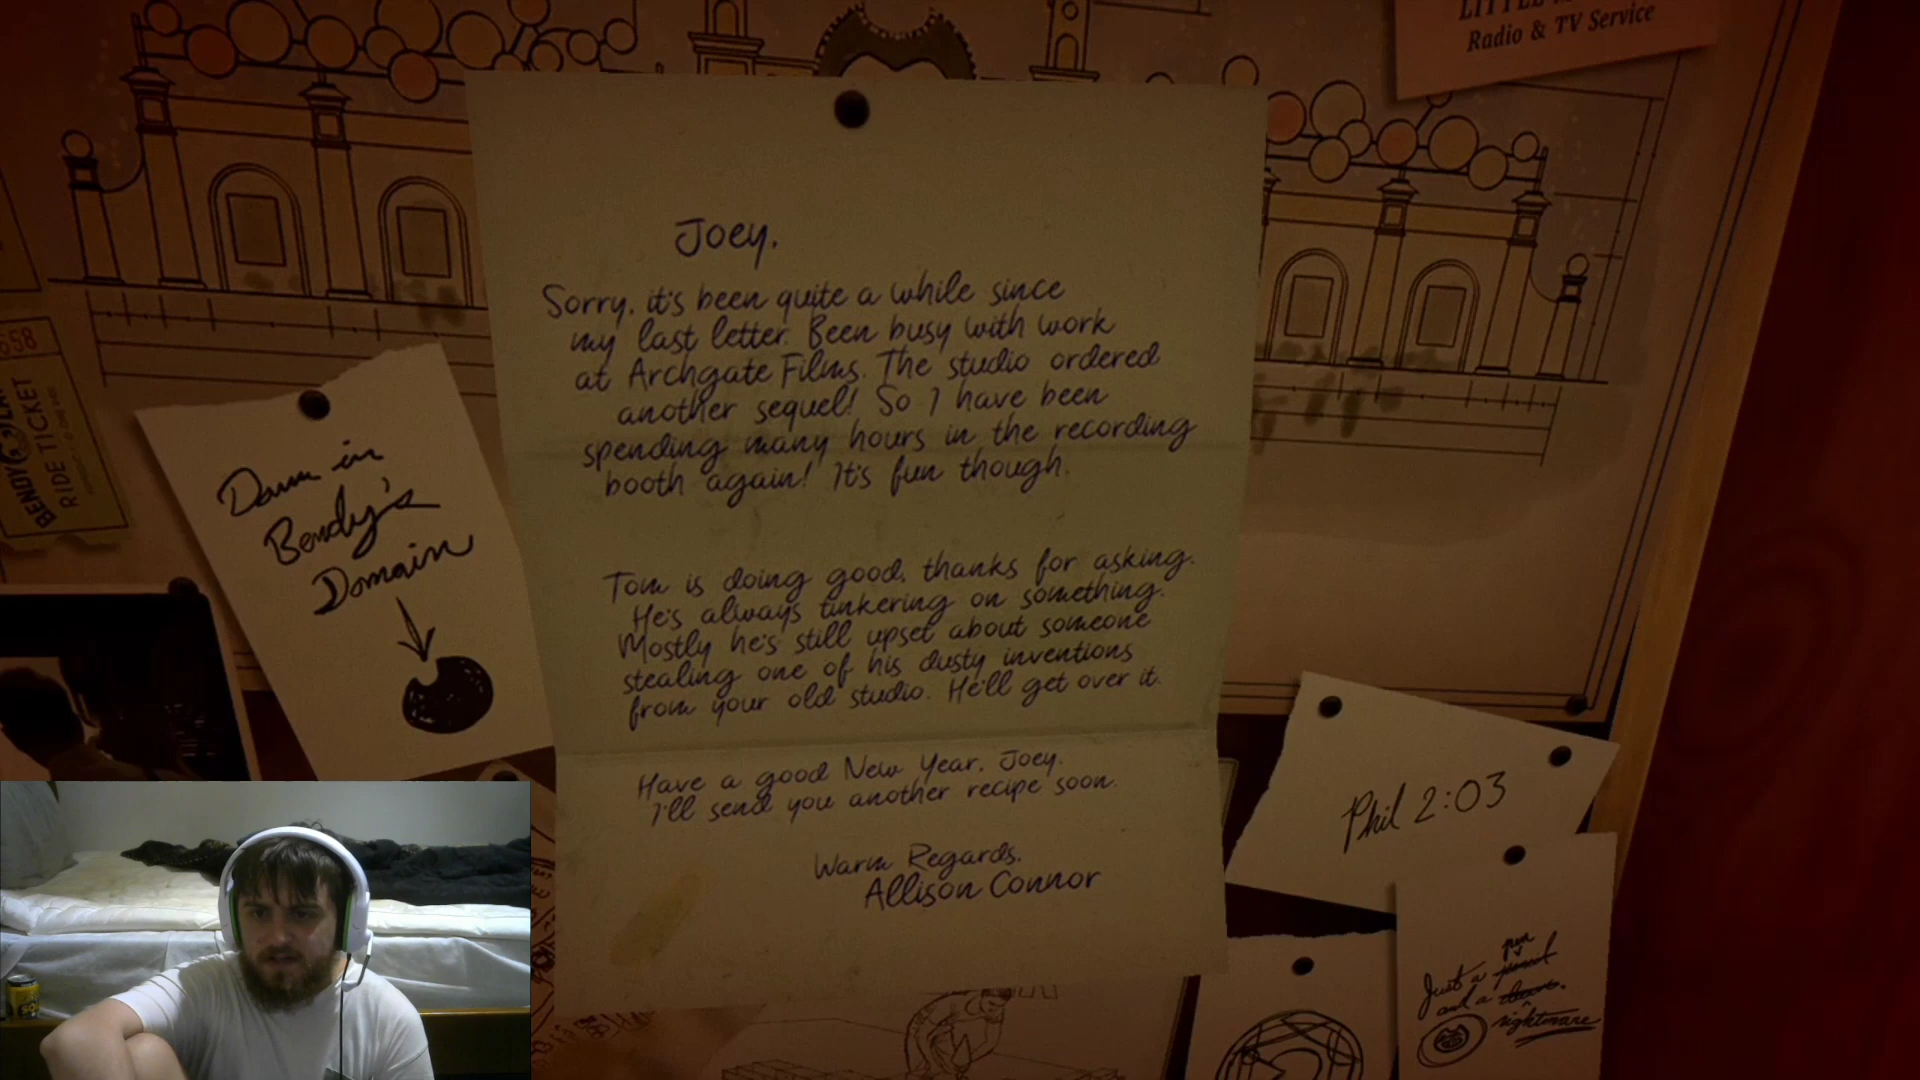 LITTLE
Radio & TV Service
Joey,
Sorry, it's been quite a while since
my last letter. Been busy with work
at Archgate Films. The studio ordered
another sequel! So I have been
spending many hours in the recording
booth again! It's fun though.
Tom is doing good, thanks for asking.
He's always tinkering on something.
Mostly he's still upset about someone
stealing one of his dusty inventions
from your old studio. He'll get over it.
Have a good New Year, Joey.
I'll send you another recipe soon.
Warm Regards,
Allison Connor
658
BENDY
RIDE TICKET
Down in
Bendy's
Domain
Phil 2:03
pen
Just a pencil
and a dream.
nightmare